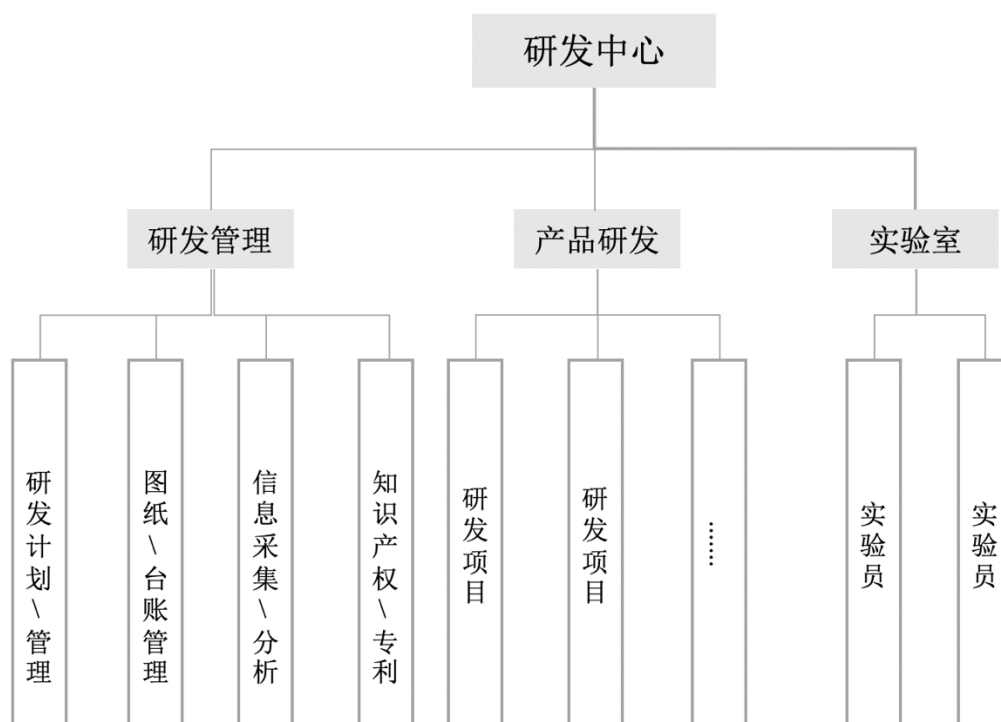 研发中心
研发管理
产品研发
实验室
研发计划\管理
图纸\台账管理
信息采集\分析
知识产权\专利
研发项目
研发项目
……
实验员
实验员